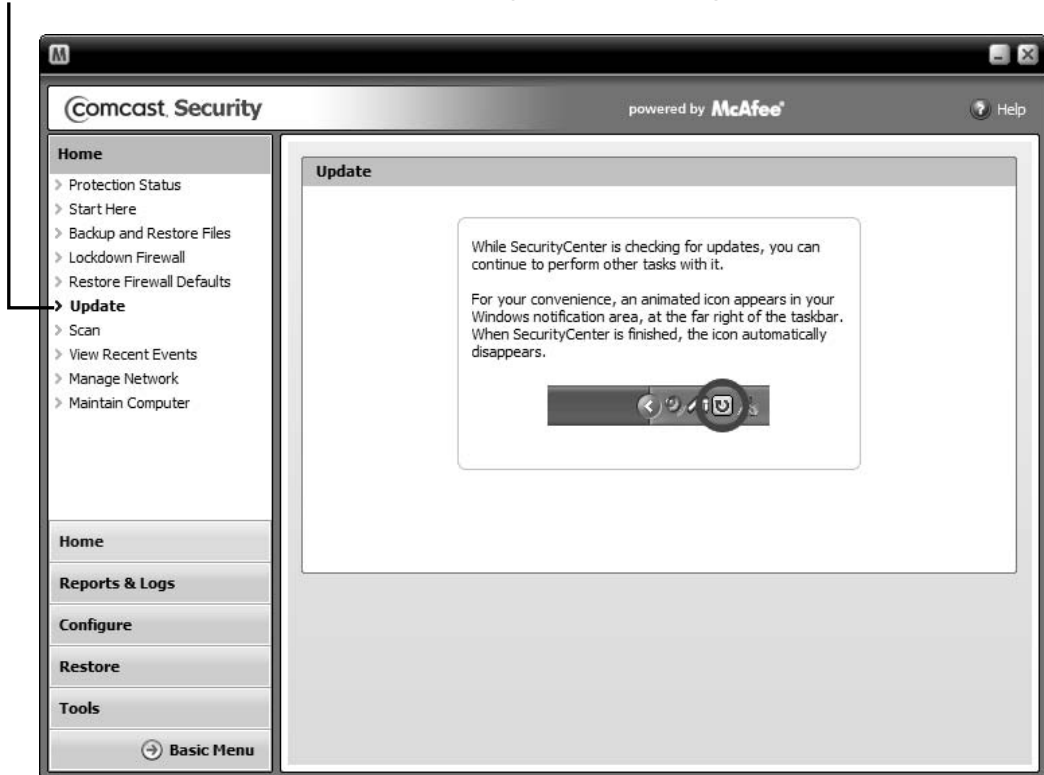 Comcast Security
powered by McAfee®
? Help
Home
> Protection Status
> Start Here
> Backup and Restore Files
> Lockdown Firewall
> Restore Firewall Defaults
> Update
> Scan
> View Recent Events
> Manage Network
> Maintain Computer
Home
Reports & Logs
Configure
Restore
Tools
Basic Menu
Update
While SecurityCenter is checking for updates, you can
continue to perform other tasks with it.
For your convenience, an animated icon appears in your
Windows notification area, at the far right of the taskbar.
When SecurityCenter is finished, the icon automatically
disappears.